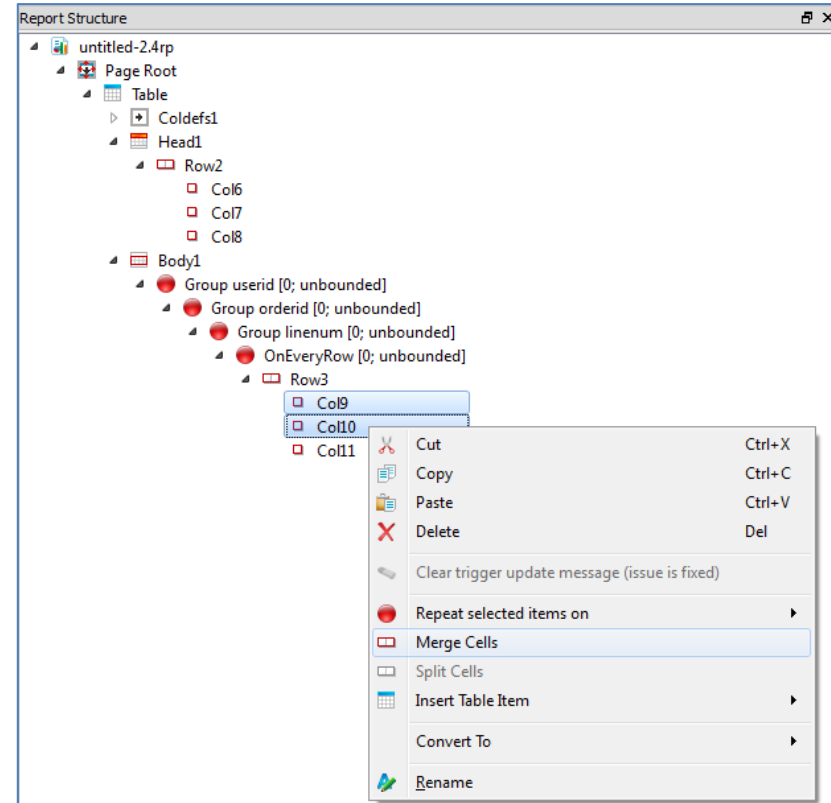 Report Structure
untitled-2.4rp
Page Root
Table
Coldefs1
Head1
Row2
Col6
Col7
Col8
Body1
Group userid [0; unbounded]
Group orderid [0; unbounded]
Group linenum [0; unbounded]
OnEveryRow [0; unbounded]
Row3
Col9
Col10
Col11
Cut Ctrl+X
Copy Ctrl+C
Paste Ctrl+V
Delete Del
Clear trigger update message (issue is fixed)
Repeat selected items on
Merge Cells
Split Cells
Insert Table Item
Convert To
Rename